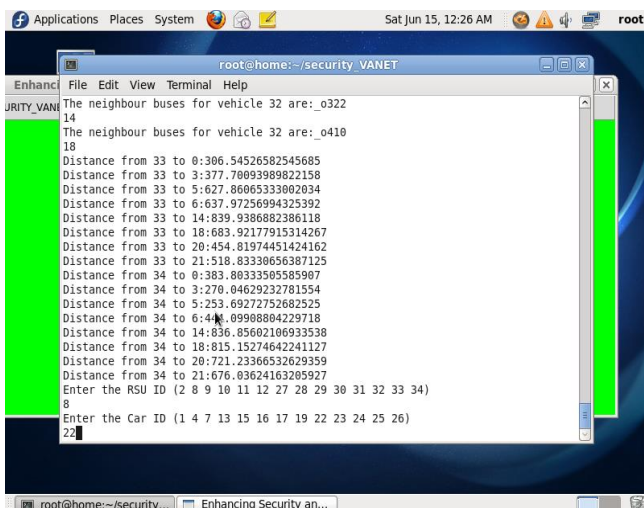 Applications Places System Sat Jun 15, 12:26 AM root
root@home:~/security_VANET
Enhanci
File Edit View Terminal Help
URITY_VANE
The neighbour buses for vehicle 32 are:_o322
14
The neighbour buses for vehicle 32 are:_o410
18
Distance from 33 to 0:306.54526582545685
Distance from 33 to 3:377.70093989822158
Distance from 33 to 5:627.86065333002034
Distance from 33 to 6:637.97256994325392
Distance from 33 to 14:839.9386882386118
Distance from 33 to 18:683.92177915314267
Distance from 33 to 20:454.81974451424162
Distance from 33 to 21:518.83330656387125
Distance from 34 to 0:383.80333505585907
Distance from 34 to 3:270.04629232781554
Distance from 34 to 5:253.69272752682525
Distance from 34 to
Distance from 34 to 14:836.85602106933538
Distance from 34 to 18:815.15274642241127
Distance from 34 to 20:721.23366532629359
Distance from 34 to 21:676.03624163205927
Enter the RSU ID (2 8 9 10 11 12 27 28 29 30 31 32 33 34)
8
Enter the Car ID (1 4 7 13 15 16 17 19 22 23 24 25 26)
22
root@home:~/security... Enhancing Security an...